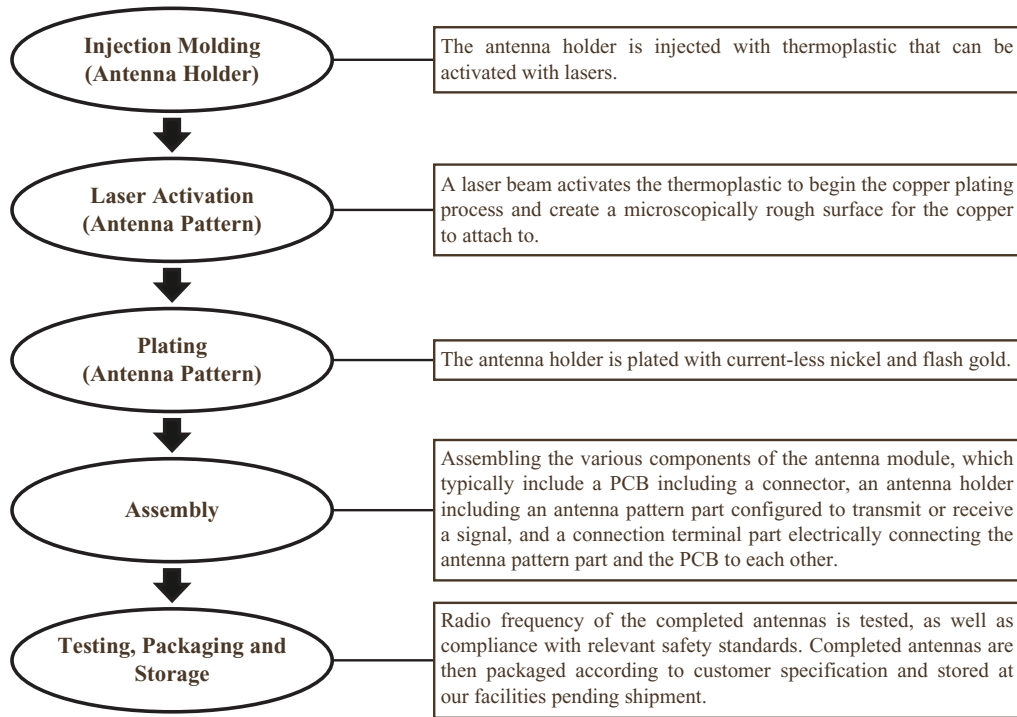 Injection Molding
(Antenna Holder)
The antenna holder is injected with thermoplastic that can be
activated with lasers.
Laser Activation
(Antenna Pattern)
A laser beam activates the thermoplastic to begin the copper plating
process and create a microscopically rough surface for the copper
to attach to.
Plating
(Antenna Pattern)
The antenna holder is plated with current-less nickel and flash gold.
Assembly
Assembling the various components of the antenna module, which
typically include a PCB including a connector, an antenna holder
including an antenna pattern part configured to transmit or receive
a signal, and a connection terminal part electrically connecting the
antenna pattern part and the PCB to each other.
Testing, Packaging and
Storage
Radio frequency of the completed antennas is tested, as well as
compliance with relevant safety standards. Completed antennas are
then packaged according to customer specification and stored at
our facilities pending shipment.